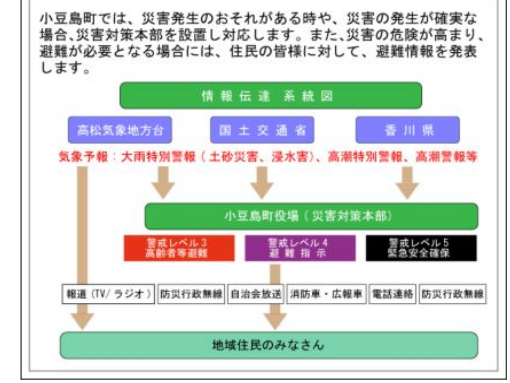 小豆島町では、災害発生のおそれがある時や、災害の発生が確実な
場合、災害対策本部を設置し対応します。また、災害の危険が高まり、
避難が必要となる場合には、住民の皆様に対して、避難情報を発表
します。
情報伝達 系統図
高松気象地方台 国土交通省 香川県
気象予報：大雨特別警報（土砂災害、浸水害）、高潮特別警報、高潮警報等
小豆島町役場（災害対策本部）
警戒レベル3 警戒レベル4 警戒レベル5
高齢者等避難 避難指示 緊急安全確保
報道（TV/ラジオ） 防災行政無線 自治会放送 消防車・広報車 電話連絡 防災行政無線
地域住民のみなさん